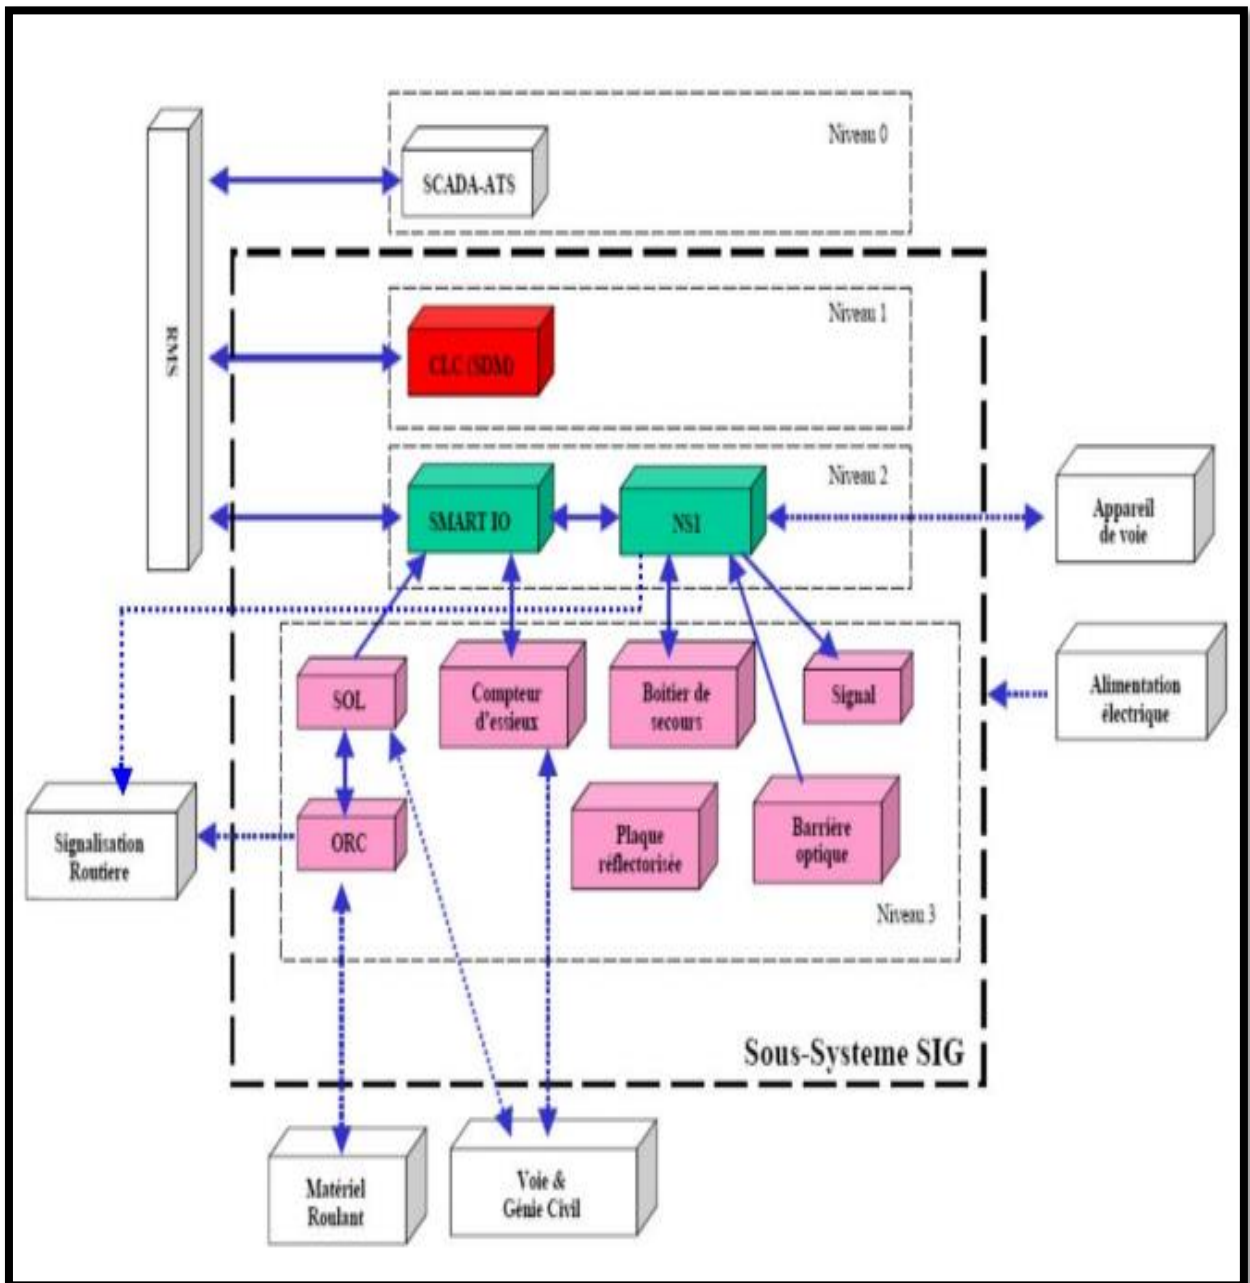 Niveau 0
SCADA-ATS
RMS
Niveau 1
CLC (SDM)
Niveau 2
SMART IO
NS1
Appareil
de voie
SOL
Compteur
d'essieux
Boitier de
secours
Signal
Alimentation
électrique
Signalisation
Routiere
ORC
Plaque
réflectorisée
Barrière
optique
Niveau 3
Sous-Systeme SIG
Matériel
Roulant
Voie &
Génie Civil